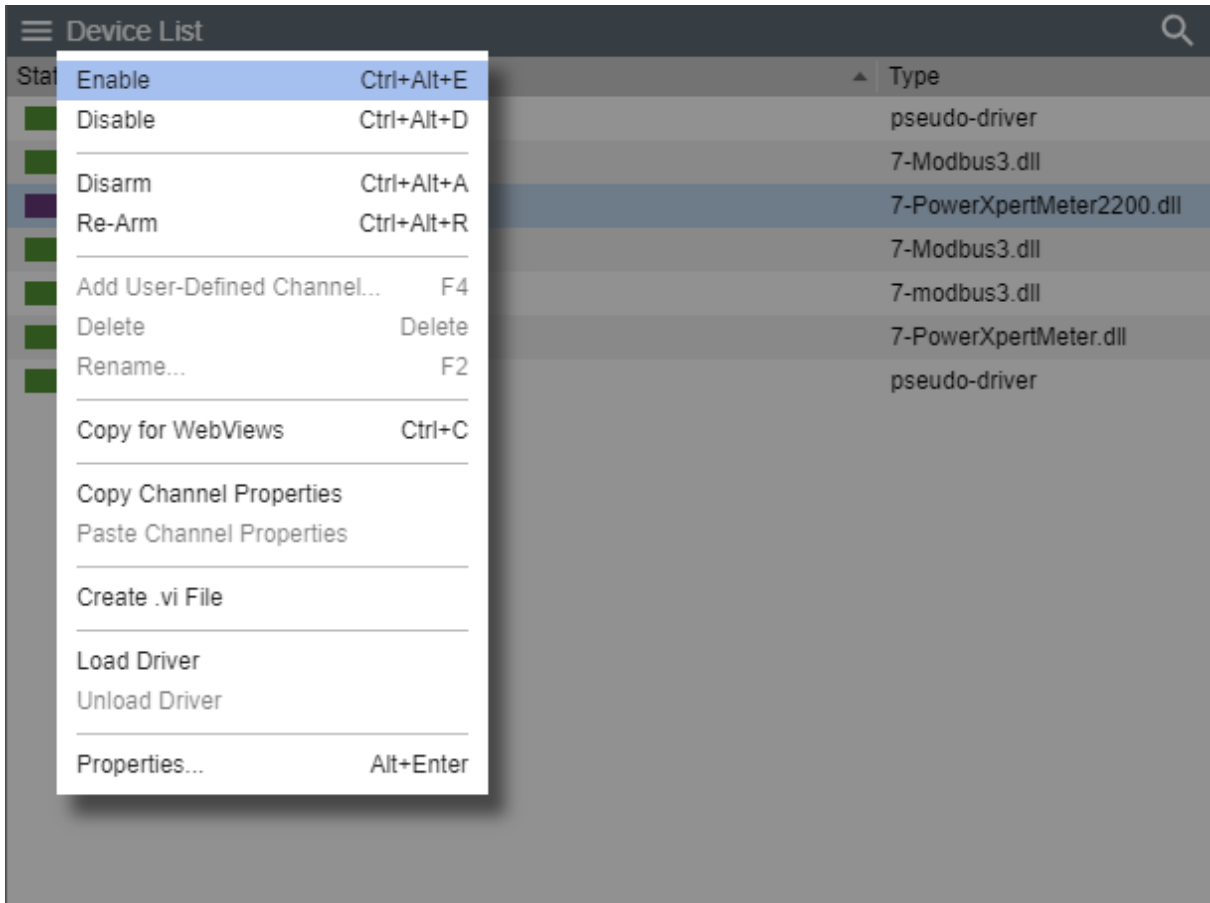 Device List
Stat
Type
Enable Ctrl+Alt+E
Disable Ctrl+Alt+D
Disarm Ctrl+Alt+A
Re-Arm Ctrl+Alt+R
Add User-Defined Channel... F4
Delete Delete
Rename... F2
Copy for WebViews Ctrl+C
Copy Channel Properties
Paste Channel Properties
Create .vi File
Load Driver
Unload Driver
Properties... Alt+Enter
pseudo-driver
7-Modbus3.dll
7-PowerXpertMeter2200.dll
7-Modbus3.dll
7-modbus3.dll
7-PowerXpertMeter.dll
pseudo-driver